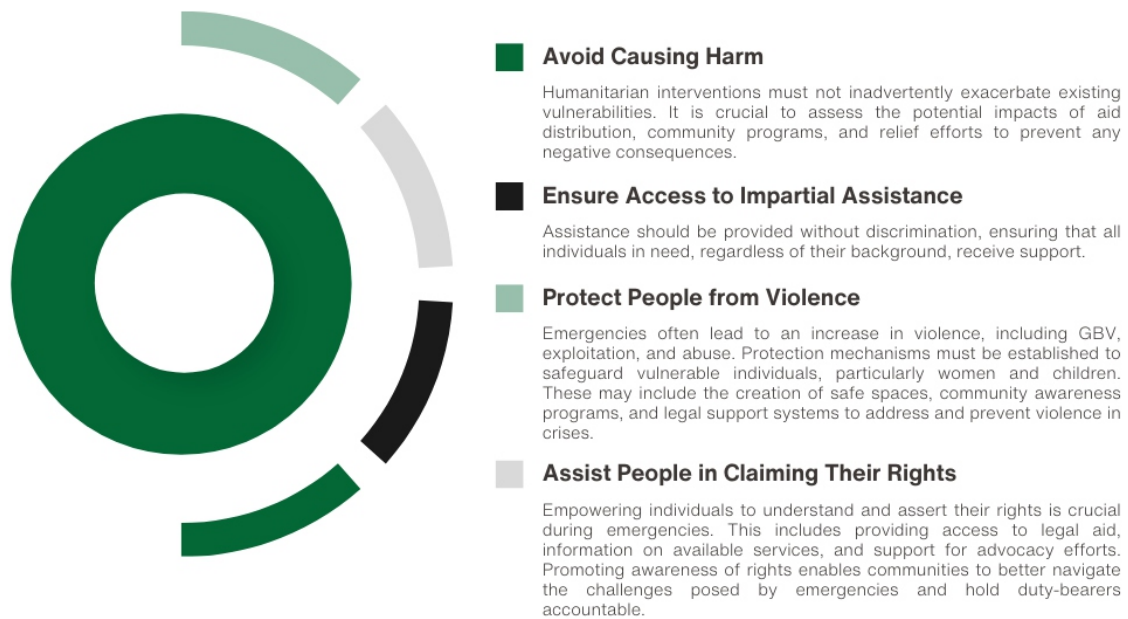 Avoid Causing Harm
Humanitarian interventions must not inadvertently exacerbate existing
vulnerabilities. It is crucial to assess the potential impacts of aid
distribution, community programs, and relief efforts to prevent any
negative consequences.
Ensure Access to Impartial Assistance
Assistance should be provided without discrimination, ensuring that all
individuals in need, regardless of their background, receive support.
Protect People from Violence
Emergencies often lead to an increase in violence, including GBV,
exploitation, and abuse. Protection mechanisms must be established to
safeguard vulnerable individuals, particularly women and children.
These may include the creation of safe spaces, community awareness
programs, and legal support systems to address and prevent violence in
crises.
Assist People in Claiming Their Rights
Empowering individuals to understand and assert their rights is crucial
during emergencies. This includes providing access to legal aid,
information on available services, and support for advocacy efforts.
Promoting awareness of rights enables communities to better navigate
the challenges posed by emergencies and hold duty-bearers
accountable.